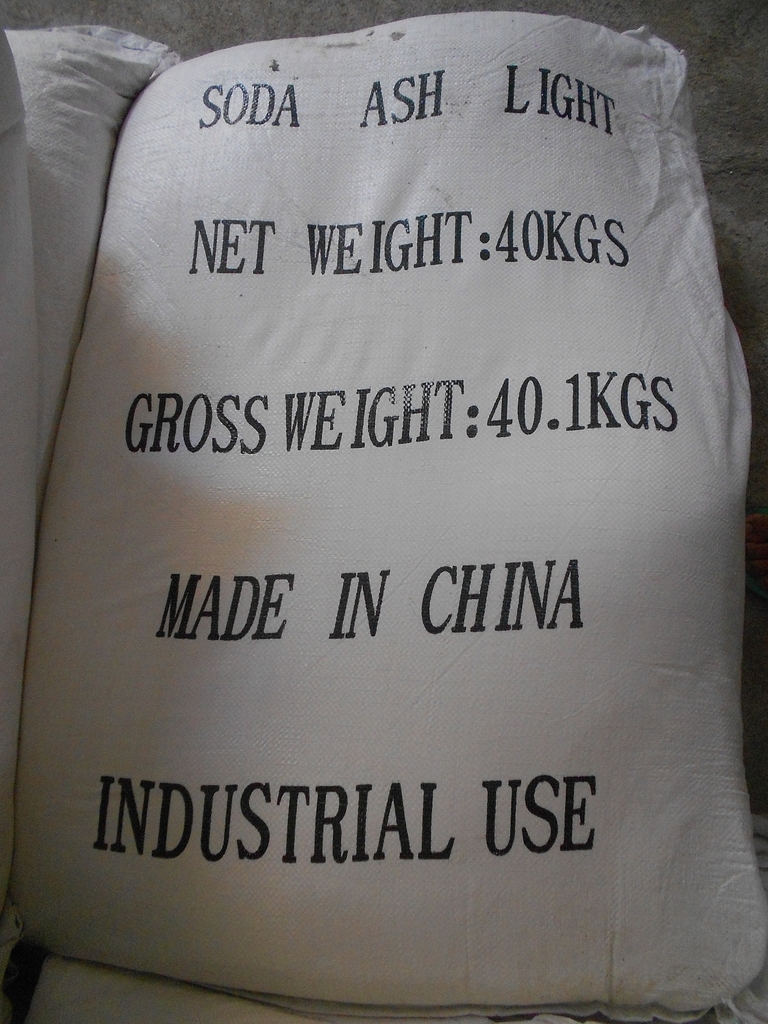 SODA ASH LIGHT
NET WEIGHT:40KGS
GROSS WEIGHT:40.1KGS
MADE IN CHINA
INDUSTRIAL USE